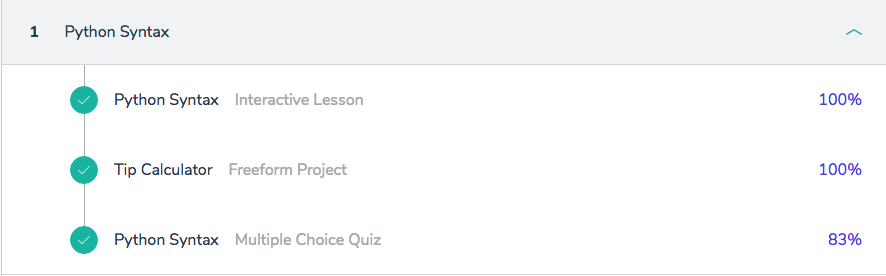 1 Python Syntax
Python Syntax Interactive Lesson 100%
Tip Calculator Freeform Project 100%
Python Syntax Multiple Choice Quiz 83%